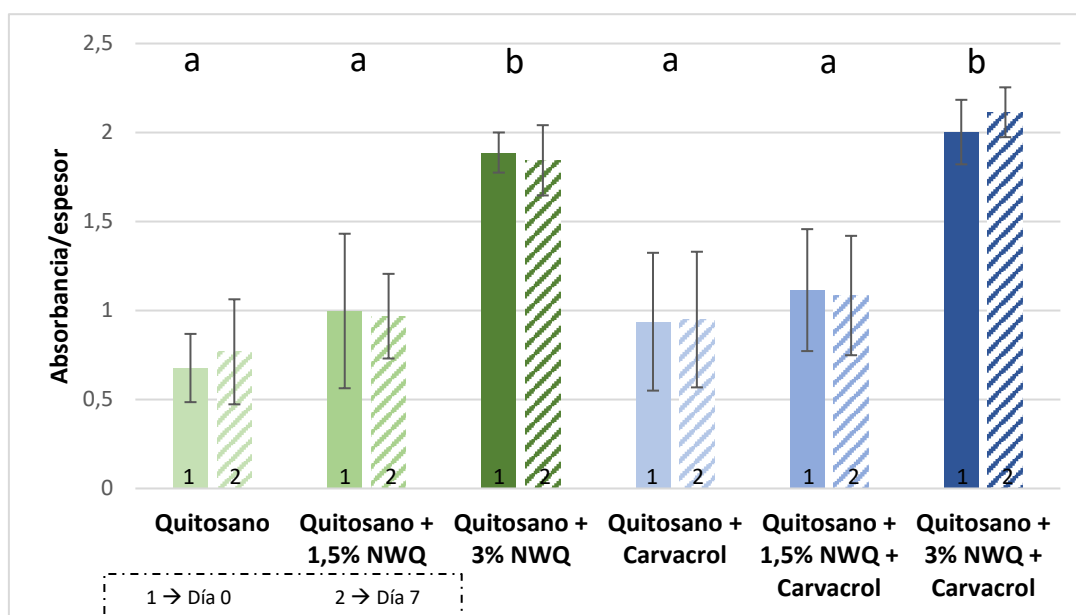 2,5
2
1,5
1
0,5
0
Absorbancia/espesor
a a b a a b
1 2 1 2 1 2 1 2 1 2 1 2
Quitosano
Quitosano +
1,5% NWQ
Quitosano +
3% NWQ
Quitosano +
Carvacrol
Quitosano +
1,5% NWQ +
Carvacrol
Quitosano +
3% NWQ +
Carvacrol
1 → Día 0 2 → Día 7